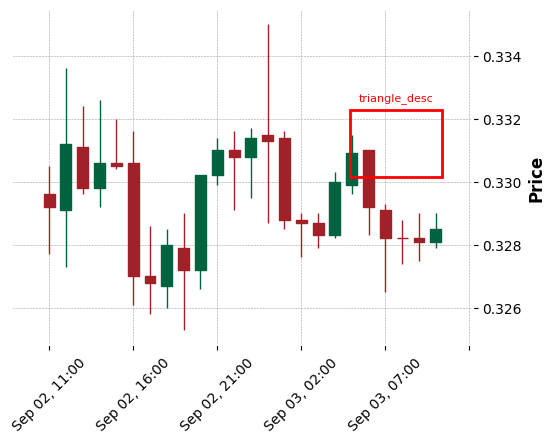 triangle_desc
0.334
0.332
0.330
0.328
0.326
Price
Sep 02, 11:00
Sep 02, 16:00
Sep 02, 21:00
Sep 03, 02:00
Sep 03, 07:00